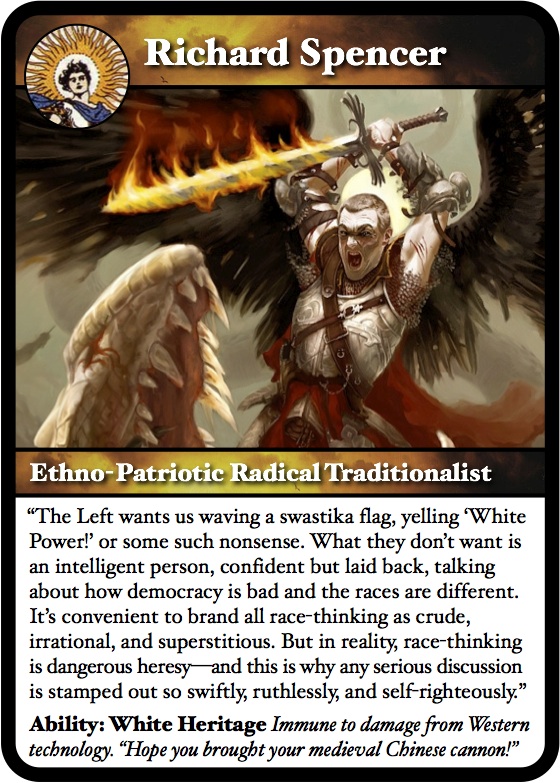 Richard Spencer
Ethno-Patriotic Radical Traditionalist
“The Left wants us waving a swastika flag, yelling ‘White
Power!’ or some such nonsense. What they don’t want is
an intelligent person, confident but laid back, talking
about how democracy is bad and the races are different.
It’s convenient to brand all race-thinking as crude,
irrational, and superstitious. But in reality, race-thinking
is dangerous heresy—and this is why any serious discussion
is stamped out so swiftly, ruthlessly, and self-righteously.”
Ability: White Heritage Immune to damage from Western
technology. “Hope you brought your medieval Chinese cannon!”